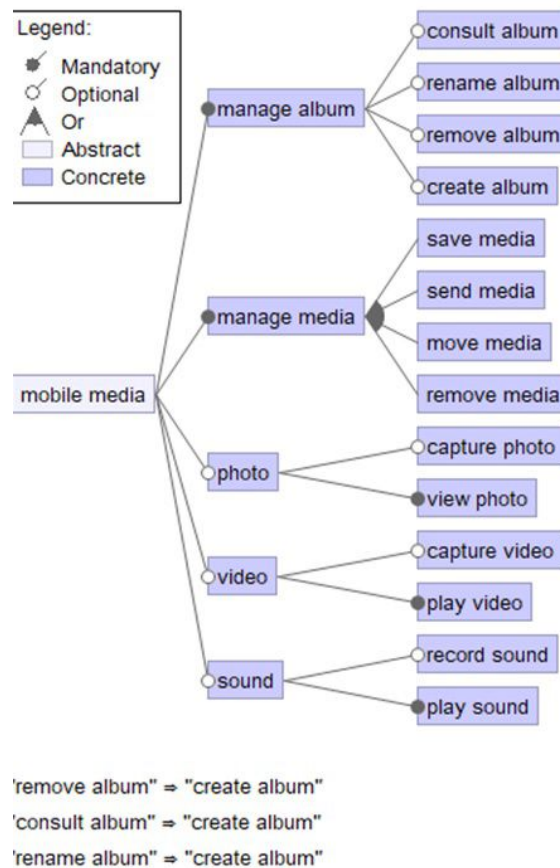 Legend:
Mandatory
Optional
Or
Abstract
Concrete
mobile media
manage album
consult album
rename album
remove album
create album
manage media
save media
send media
move media
remove media
photo
capture photo
view photo
video
capture video
play video
sound
record sound
play sound
"remove album" ⇒ "create album"
"consult album" ⇒ "create album"
"rename album" ⇒ "create album"